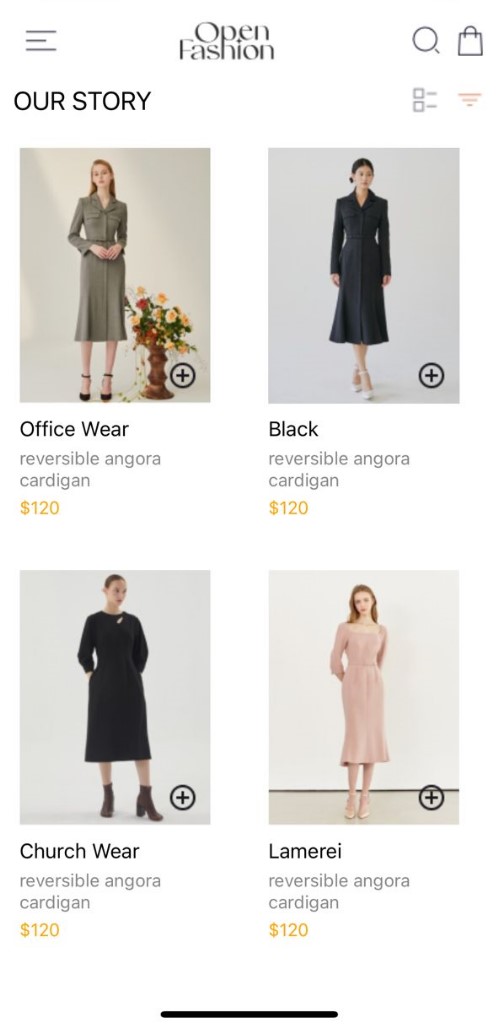 Open
Fashion
OUR STORY
Office Wear
reversible angora
cardigan
$120
Black
reversible angora
cardigan
$120
Church Wear
reversible angora
cardigan
$120
Lamerei
reversible angora
cardigan
$120